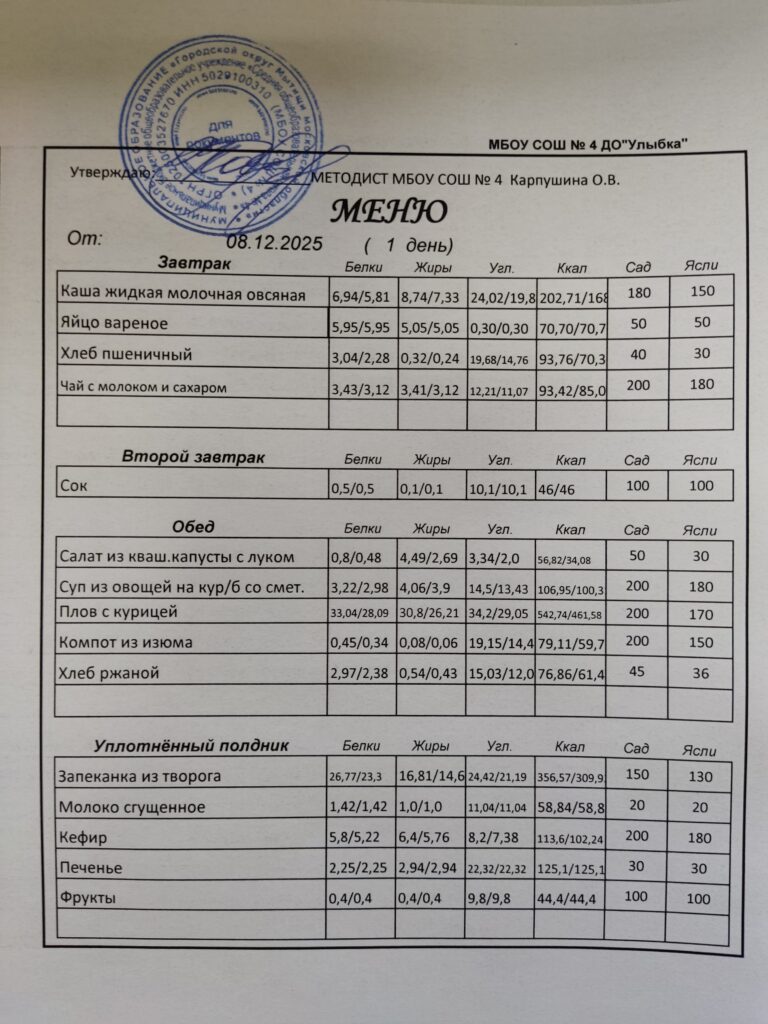 МУНИЦИПАЛЬНОЕ ОБРАЗОВАНИЕ «Городской округ Мытищи Московской области»
ИНН 5029100310
для
документов
МБОУ СОШ № 4 ДО"Улыбка"
Утверждаю: МЕТОДИСТ МБОУ СОШ № 4 Карпушина О.В.
МЕНЮ
От: 08.12.2025 ( 1 день)
Завтрак Белки Жиры Угл. Ккал Сад Ясли
Каша жидкая молочная овсяная 6,94/5,81 8,74/7,33 24,02/19,8 202,71/168 180 150
Яйцо вареное 5,95/5,95 5,05/5,05 0,30/0,30 70,70/70,7 50 50
Хлеб пшеничный 3,04/2,28 0,32/0,24 19,68/14,76 93,76/70,3 40 30
Чай с молоком и сахаром 3,43/3,12 3,41/3,12 12,21/11,07 93,42/85,0 200 180
Второй завтрак Белки Жиры Угл. Ккал Сад Ясли
Сок 0,5/0,5 0,1/0,1 10,1/10,1 46/46 100 100
Обед Белки Жиры Угл. Ккал Сад Ясли
Салат из кваш.капусты с луком 0,8/0,48 4,49/2,69 3,34/2,0 56,82/34,08 50 30
Суп из овощей на кур/б со смет. 3,22/2,98 4,06/3,9 14,5/13,43 106,95/100,3 200 180
Плов с курицей 33,04/28,09 30,8/26,21 34,2/29,05 542,74/461,58 200 170
Компот из изюма 0,45/0,34 0,08/0,06 19,15/14,4 79,11/59,7 200 150
Хлеб ржаной 2,97/2,38 0,54/0,43 15,03/12,0 76,86/61,4 45 36
Уплотнённый полдник Белки Жиры Угл. Ккал Сад Ясли
Запеканка из творога 26,77/23,3 16,81/14,6 24,42/21,19 356,57/309,9 150 130
Молоко сгущенное 1,42/1,42 1,0/1,0 11,04/11,04 58,84/58,8 20 20
Кефир 5,8/5,22 6,4/5,76 8,2/7,38 113,6/102,24 200 180
Печенье 2,25/2,25 2,94/2,94 22,32/22,32 125,1/125,1 30 30
Фрукты 0,4/0,4 0,4/0,4 9,8/9,8 44,4/44,4 100 100